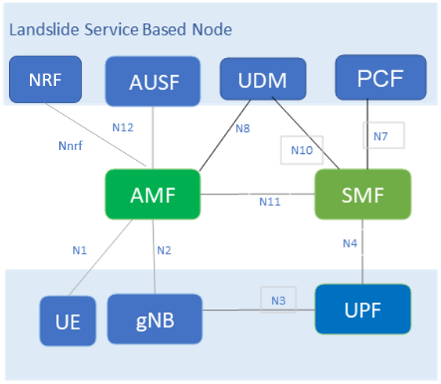 Landslide Service Based Node
NRF
AUSF
UDM
PCF
N12
N8
N7
Nnrf
N10
AMF
SMF
N11
N1
N2
N4
N3
UE
gNB
UPF